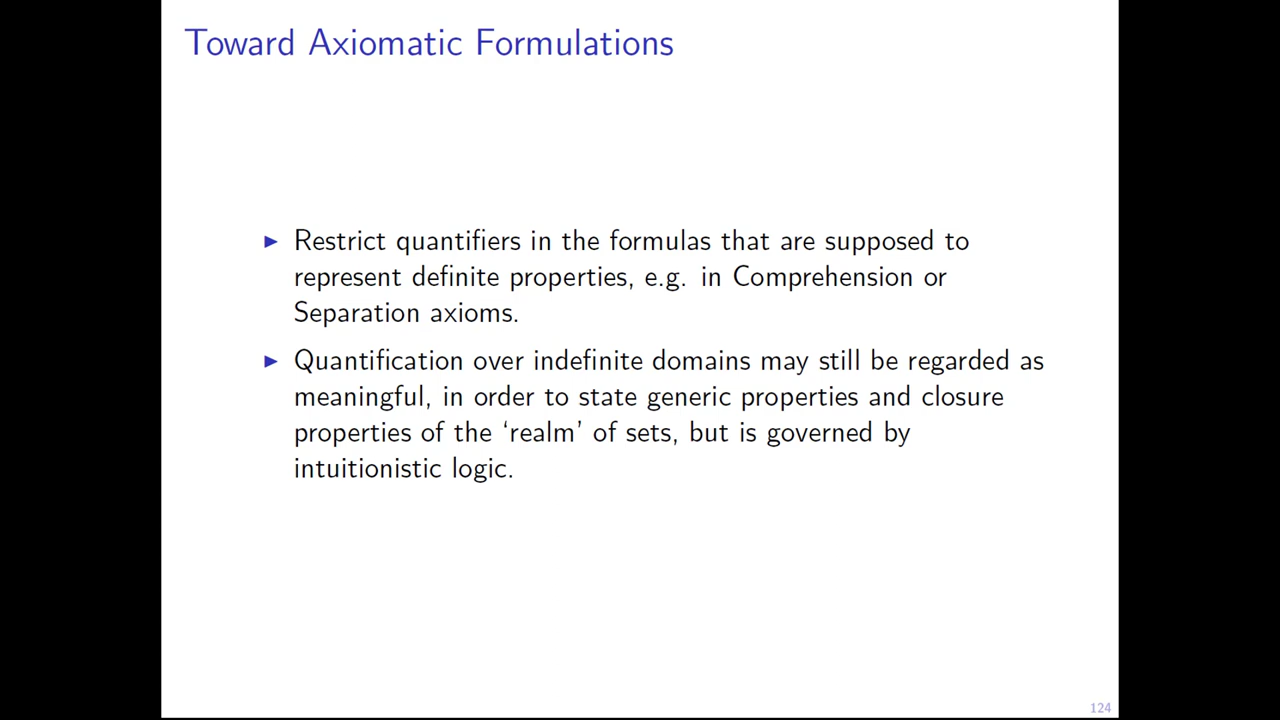 Toward Axiomatic Formulations
▶ Restrict quantifiers in the formulas that are supposed to
represent definite properties, e.g. in Comprehension or
Separation axioms.
▶ Quantification over indefinite domains may still be regarded as
meaningful, in order to state generic properties and closure
properties of the ‘realm’ of sets, but is governed by
intuitionistic logic.
124